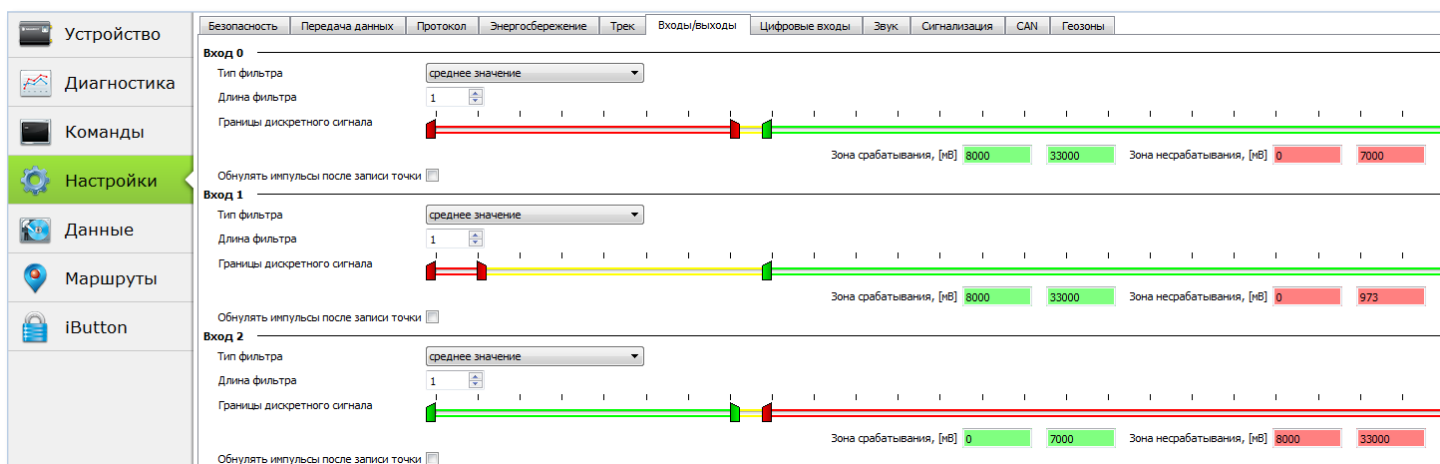 Устройство
Диагностика
Команды
Настройки
Данные
Маршруты
iButton
Безопасность Передача данных Протокол Энергосбережение Трек Входы/выходы Цифровые входы Звук Сигнализация CAN Геозоны
Вход 0
Тип фильтра среднее значение
Длина фильтра 1
Границы дискретного сигнала
Зона срабатывания, [мВ] 8000 33000 Зона несрабатывания, [мВ] 0 7000
Обнулять импульсы после записи точки
Вход 1
Тип фильтра среднее значение
Длина фильтра 1
Границы дискретного сигнала
Зона срабатывания, [мВ] 8000 33000 Зона несрабатывания, [мВ] 0 973
Обнулять импульсы после записи точки
Вход 2
Тип фильтра среднее значение
Длина фильтра 1
Границы дискретного сигнала
Зона срабатывания, [мВ] 0 7000 Зона несрабатывания, [мВ] 8000 33000
Обнулять импульсы после записи точки